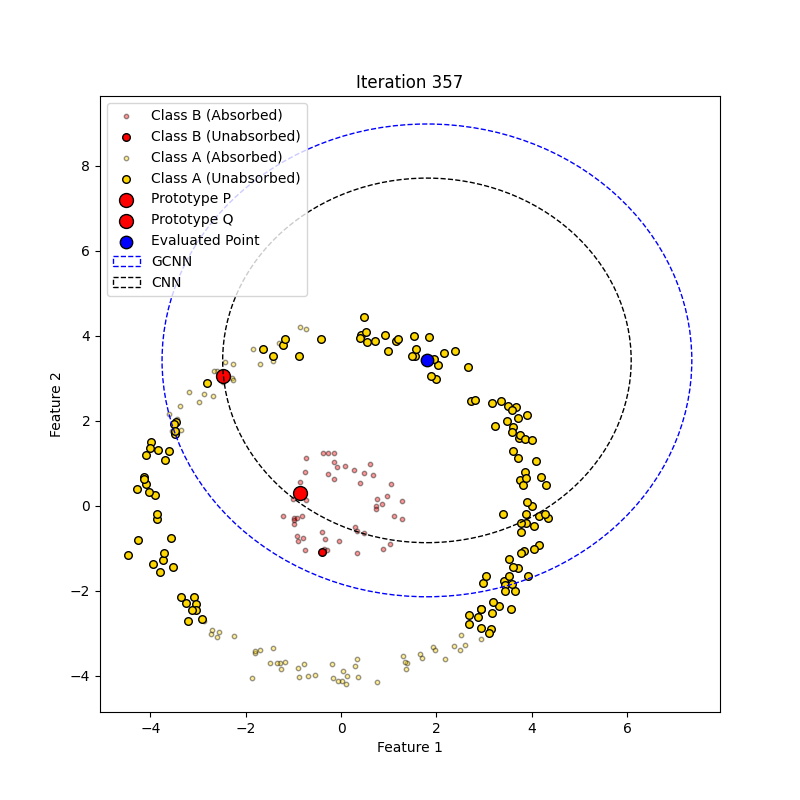 Iteration 357
Class B (Absorbed)
Class B (Unabsorbed)
Class A (Absorbed)
Class A (Unabsorbed)
Prototype P
Prototype Q
Evaluated Point
GCNN
CNN
8
6
4
2
0
−2
−4
Feature 2
−4 −2 0 2 4 6
Feature 1